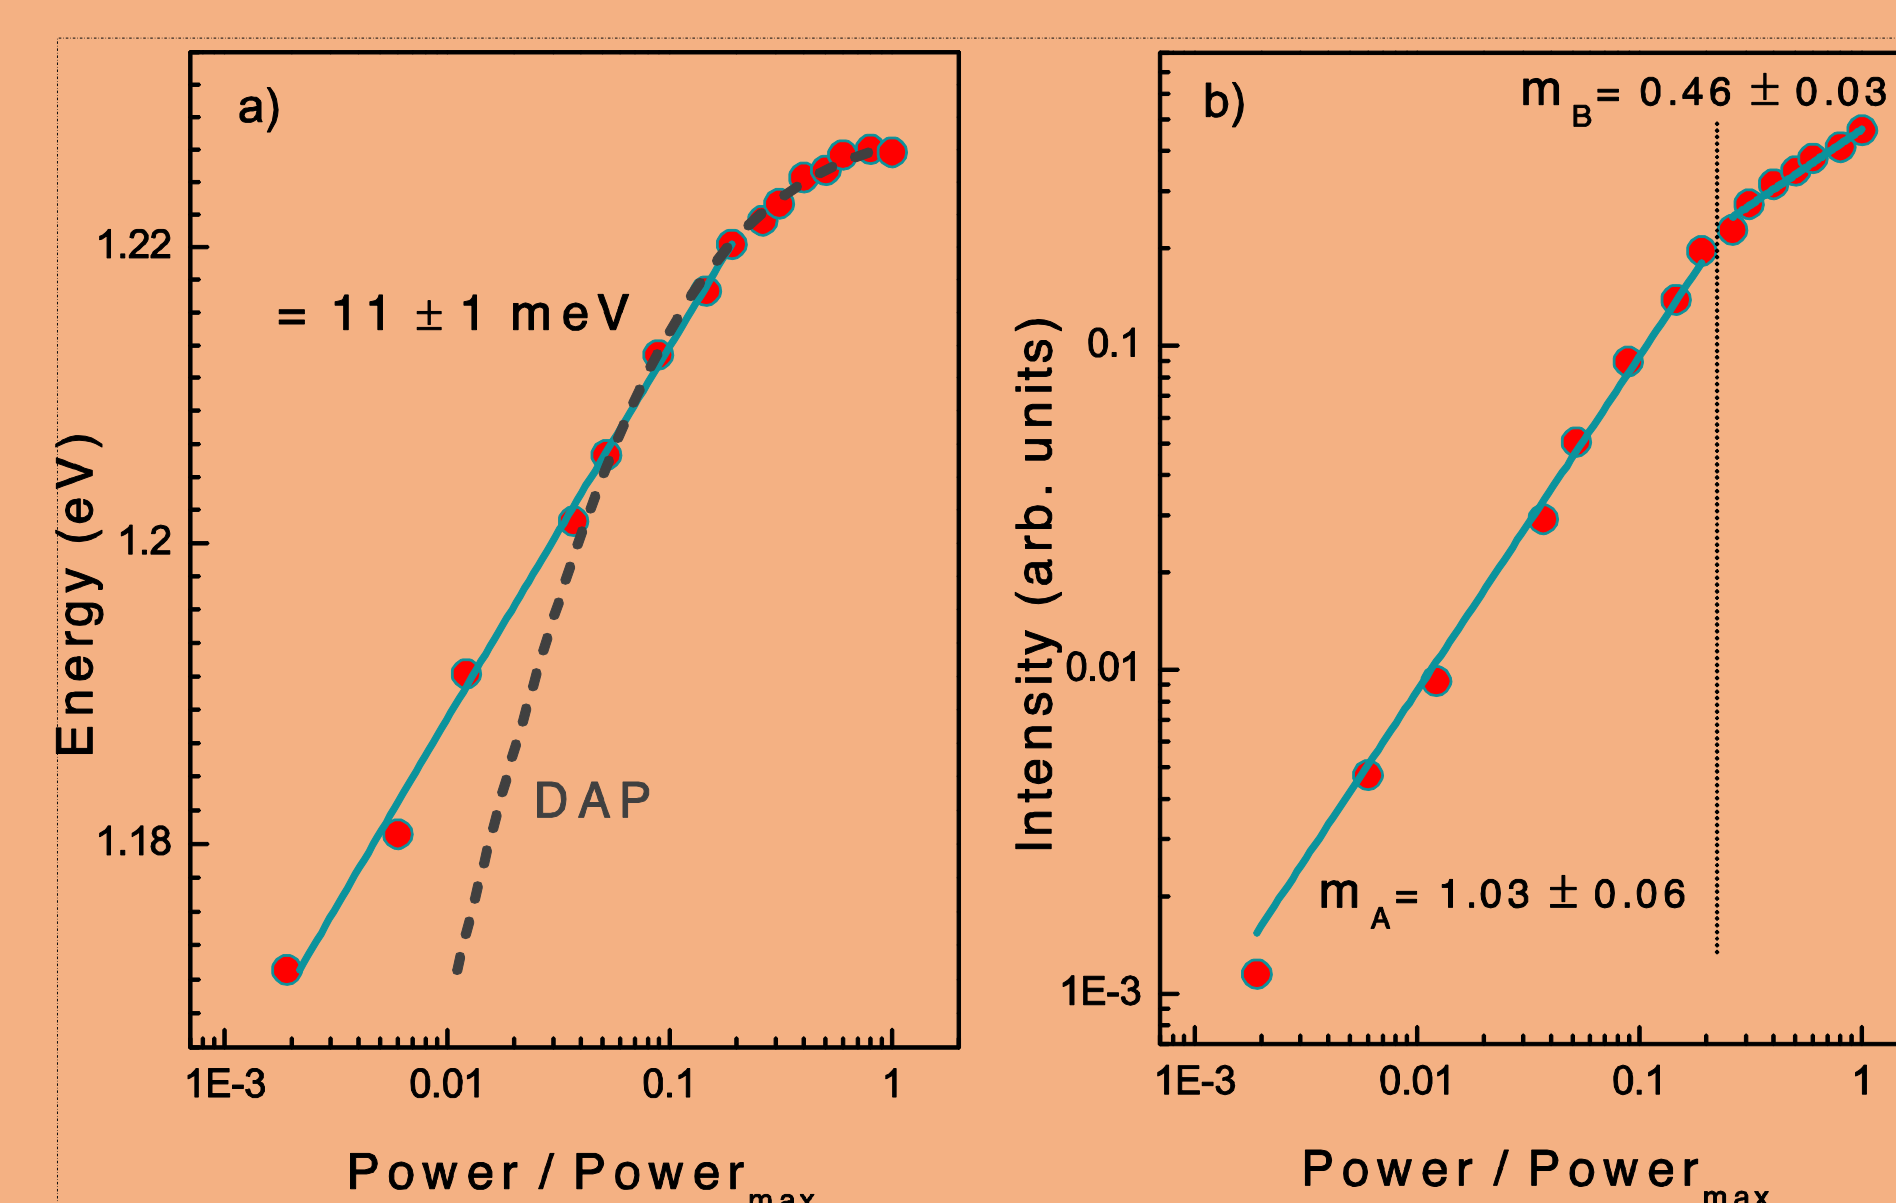 a)
= 11 ± 1 meV
DAP
1.22
1.2
1.18
Energy (eV)
1E-3 0.01 0.1 1
Power / Power max
b)
m B = 0.46 ± 0.03
m A = 1.03 ± 0.06
0.1
0.01
1E-3
Intensity (arb. units)
1E-3 0.01 0.1 1
Power / Power max